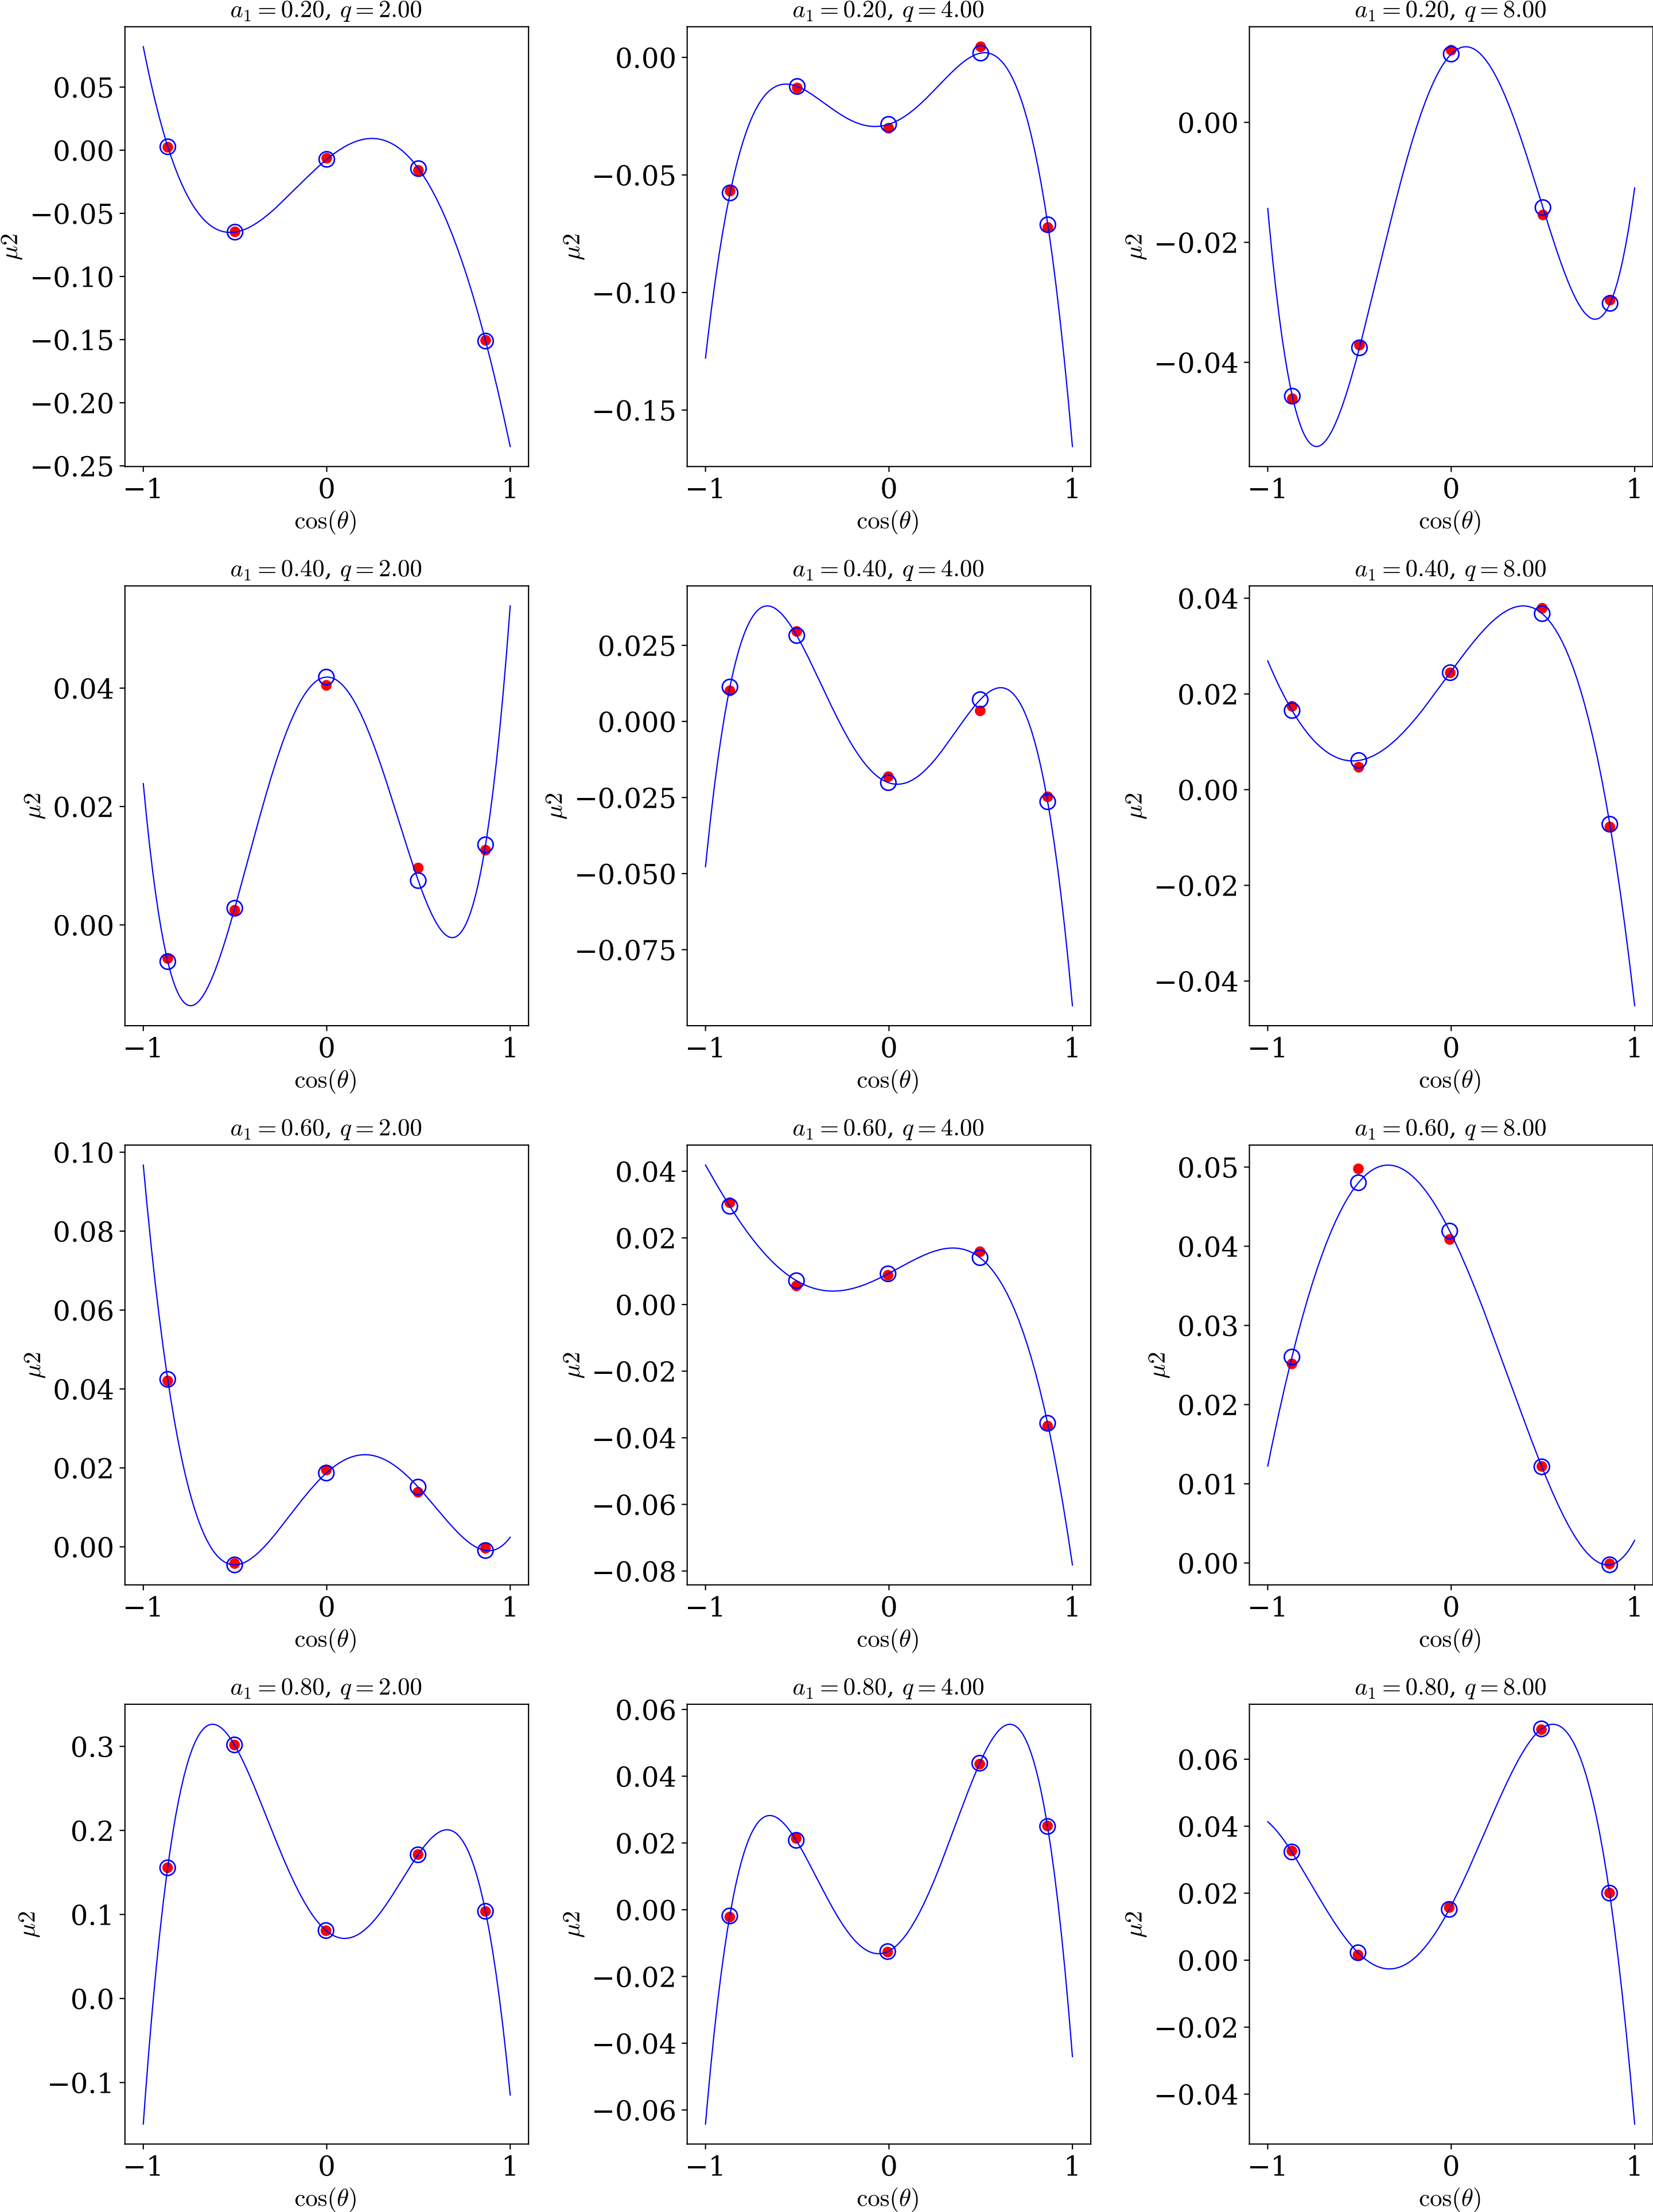 a₁ = 0.20, q = 2.00
a₁ = 0.20, q = 4.00
a₁ = 0.20, q = 8.00
0.05
0.00
−0.05
−0.10
−0.15
−0.20
−0.25
μ2
−1 0 1
cos(θ)
0.00
−0.05
−0.10
−0.15
μ2
−1 0 1
cos(θ)
0.00
−0.02
−0.04
μ2
−1 0 1
cos(θ)
a₁ = 0.40, q = 2.00
a₁ = 0.40, q = 4.00
a₁ = 0.40, q = 8.00
0.04
0.02
0.00
μ2
−1 0 1
cos(θ)
0.025
0.000
−0.025
−0.050
−0.075
μ2
−1 0 1
cos(θ)
0.04
0.02
0.00
−0.02
−0.04
μ2
−1 0 1
cos(θ)
a₁ = 0.60, q = 2.00
a₁ = 0.60, q = 4.00
a₁ = 0.60, q = 8.00
0.10
0.08
0.06
0.04
0.02
0.00
μ2
−1 0 1
cos(θ)
0.04
0.02
0.00
−0.02
−0.04
−0.06
−0.08
μ2
−1 0 1
cos(θ)
0.05
0.04
0.03
0.02
0.01
0.00
μ2
−1 0 1
cos(θ)
a₁ = 0.80, q = 2.00
a₁ = 0.80, q = 4.00
a₁ = 0.80, q = 8.00
0.3
0.2
0.1
0.0
−0.1
μ2
−1 0 1
cos(θ)
0.06
0.04
0.02
0.00
−0.02
−0.04
−0.06
μ2
−1 0 1
cos(θ)
0.06
0.04
0.02
0.00
−0.02
−0.04
μ2
−1 0 1
cos(θ)